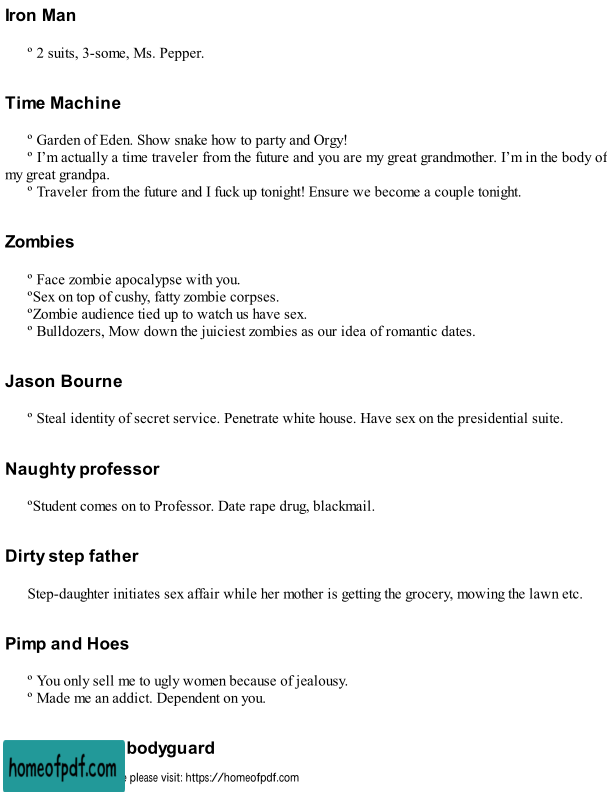 Iron Man
º 2 suits, 3-some, Ms. Pepper.
Time Machine
º Garden of Eden. Show snake how to party and Orgy!
º I’m actually a time traveler from the future and you are my great grandmother. I’m in the body of
my great grandpa.
º Traveler from the future and I fuck up tonight! Ensure we become a couple tonight.
Zombies
º Face zombie apocalypse with you.
ºSex on top of cushy, fatty zombie corpses.
ºZombie audience tied up to watch us have sex.
º Bulldozers, Mow down the juiciest zombies as our idea of romantic dates.
Jason Bourne
º Steal identity of secret service. Penetrate white house. Have sex on the presidential suite.
Naughty professor
ºStudent comes on to Professor. Date rape drug, blackmail.
Dirty step father
Step-daughter initiates sex affair while her mother is getting the grocery, mowing the lawn etc.
Pimp and Hoes
º You only sell me to ugly women because of jealousy.
º Made me an addict. Dependent on you.
bodyguard
homeofpdf.com
please visit: https://homeofpdf.com